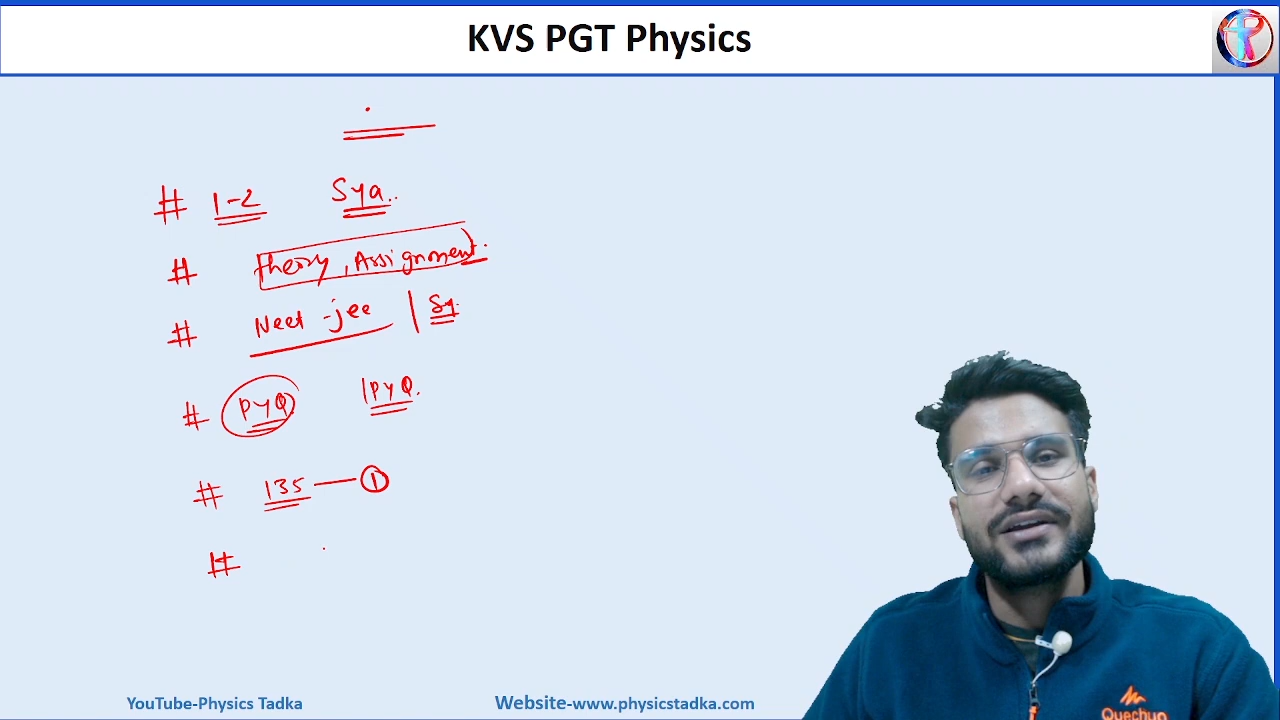 KVS PGT Physics
# 1-2 Sya..
# theory, Assignment.
# Neet -jee |
# PYQ |PYQ.
# 135 — 1
#
Quechua
YouTube-Physics Tadka
Website-www.physicstadka.com